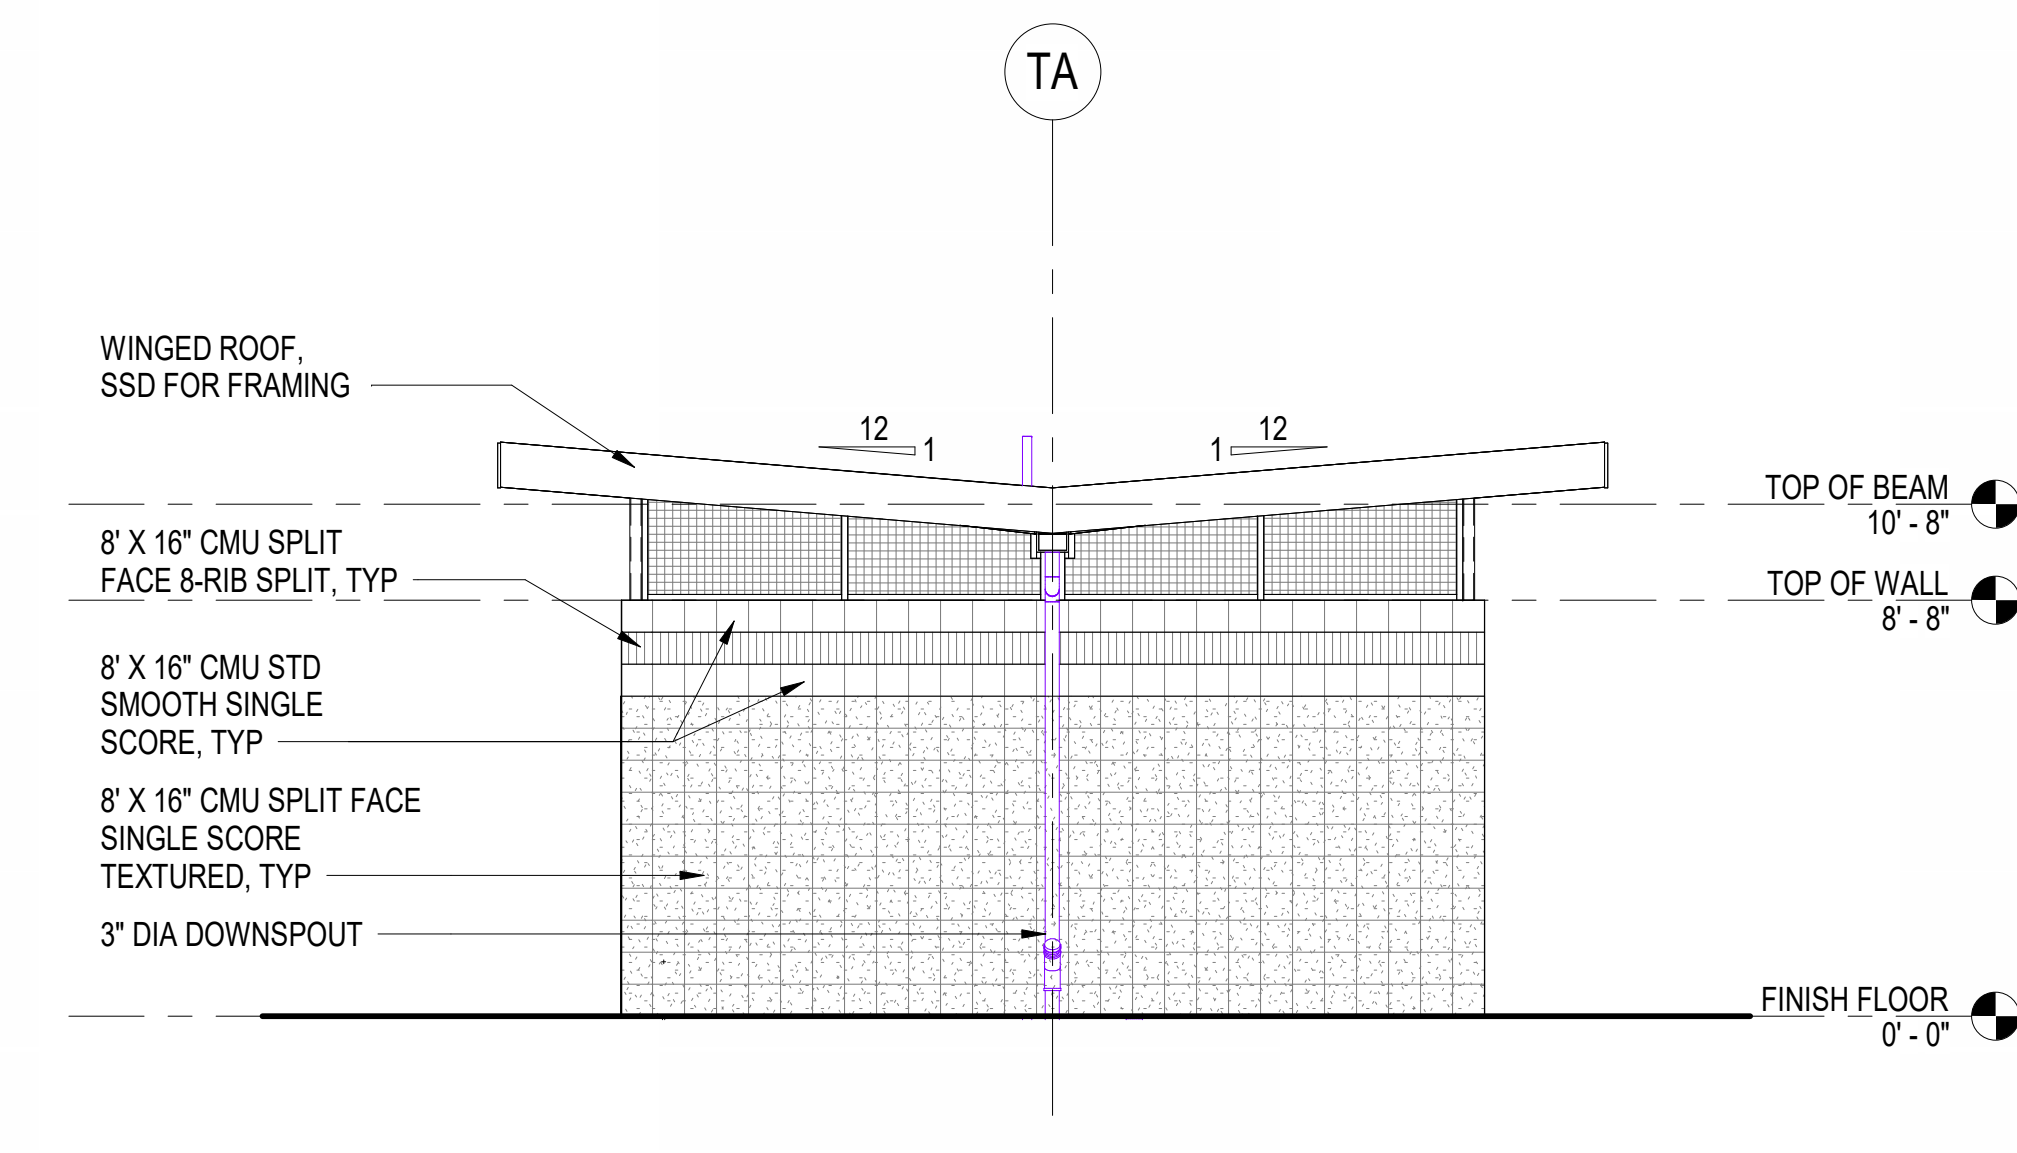 TA
WINGED ROOF,
SSD FOR FRAMING
12
1
1
12
TOP OF BEAM
10' - 8"
8' X 16" CMU SPLIT
FACE 8-RIB SPLIT, TYP
TOP OF WALL
8' - 8"
8' X 16" CMU STD
SMOOTH SINGLE
SCORE, TYP
8' X 16" CMU SPLIT FACE
SINGLE SCORE
TEXTURED, TYP
3" DIA DOWNSPOUT
FINISH FLOOR
0' - 0"